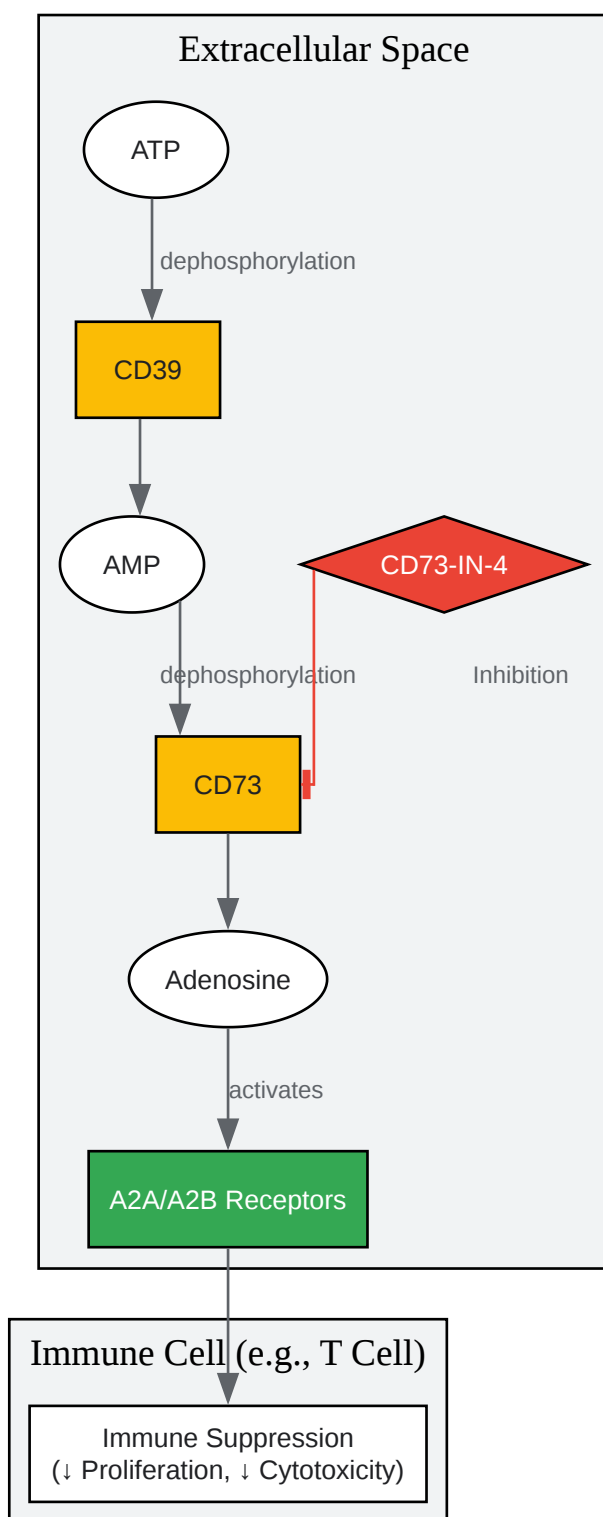 Extracellular Space
ATP
dephosphorylation
CD39
AMP
CD73-IN-4
dephosphorylation
Inhibition
CD73
Adenosine
activates
A2A/A2B Receptors
Immune Cell (e.g., T Cell)
Immune Suppression
(↓ Proliferation, ↓ Cytotoxicity)